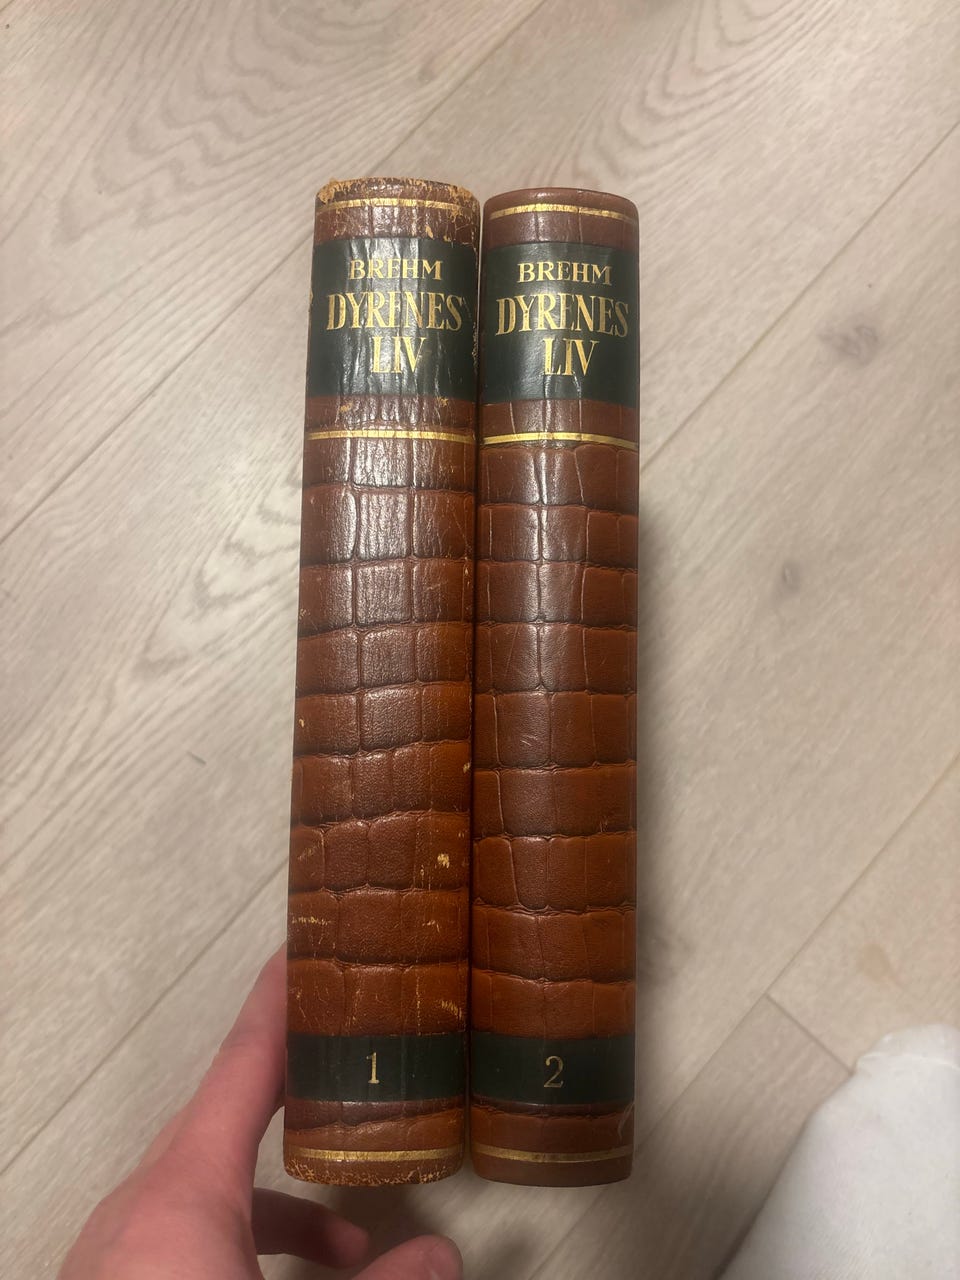 BREHM
DYRENES
LIV
1
BREHM
DYRENES
LIV
2